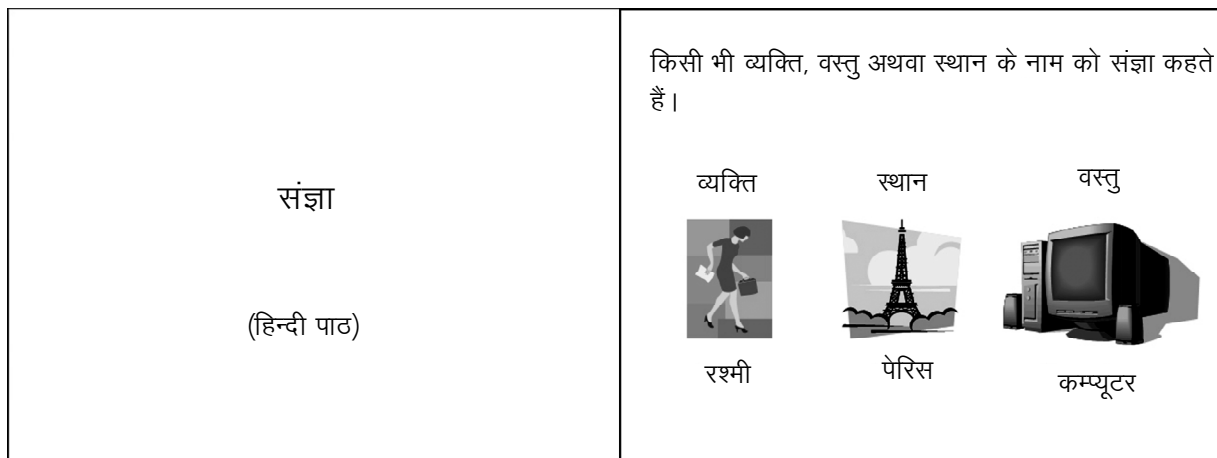 संज्ञा
(हिन्दी पाठ)
किसी भी व्यक्ति, वस्तु अथवा स्थान के नाम को संज्ञा कहते
हैं।
व्यक्ति स्थान वस्तु
रश्मी पेरिस कम्प्यूटर